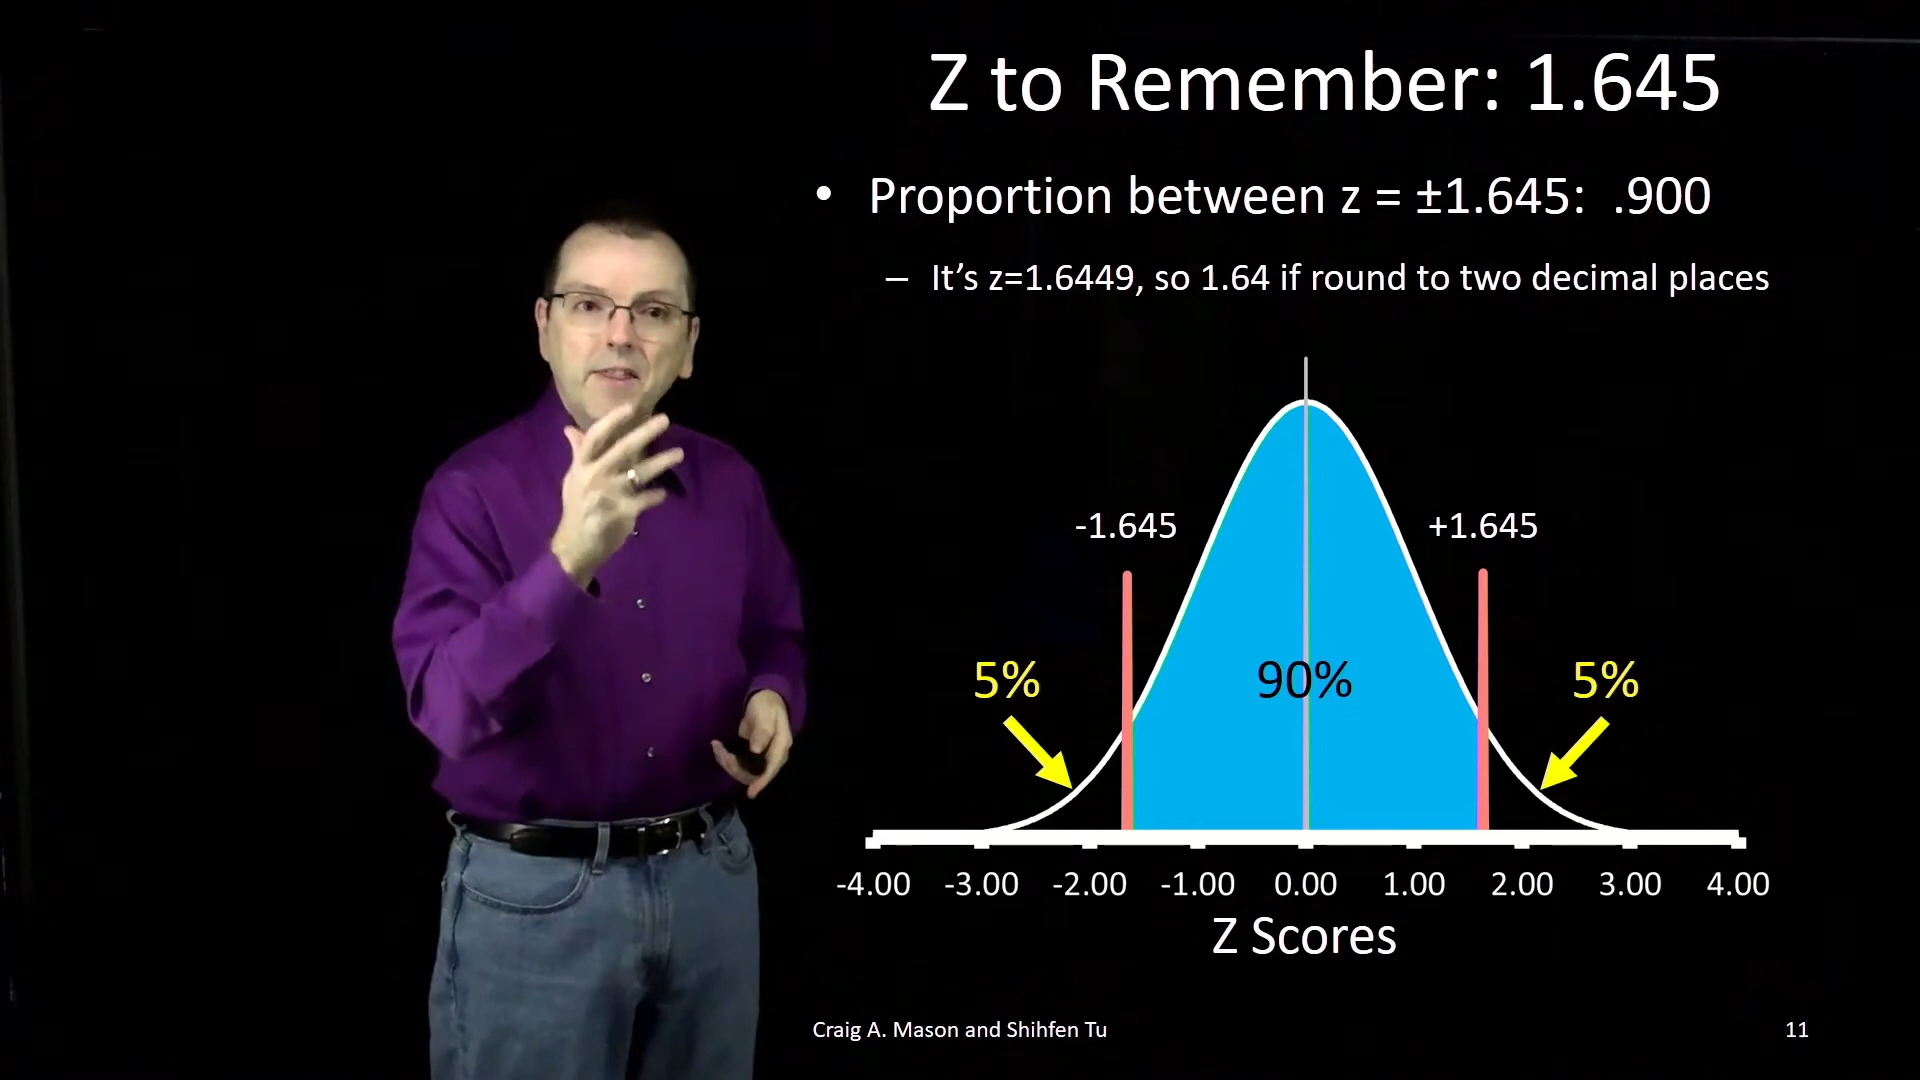 Z to Remember: 1.645
• Proportion between z = ±1.645: .900
– It’s z=1.6449, so 1.64 if round to two decimal places
-1.645
+1.645
5%
90%
5%
-4.00 -3.00 -2.00 -1.00 0.00 1.00 2.00 3.00 4.00
Z Scores
Craig A. Mason and Shihfen Tu
11